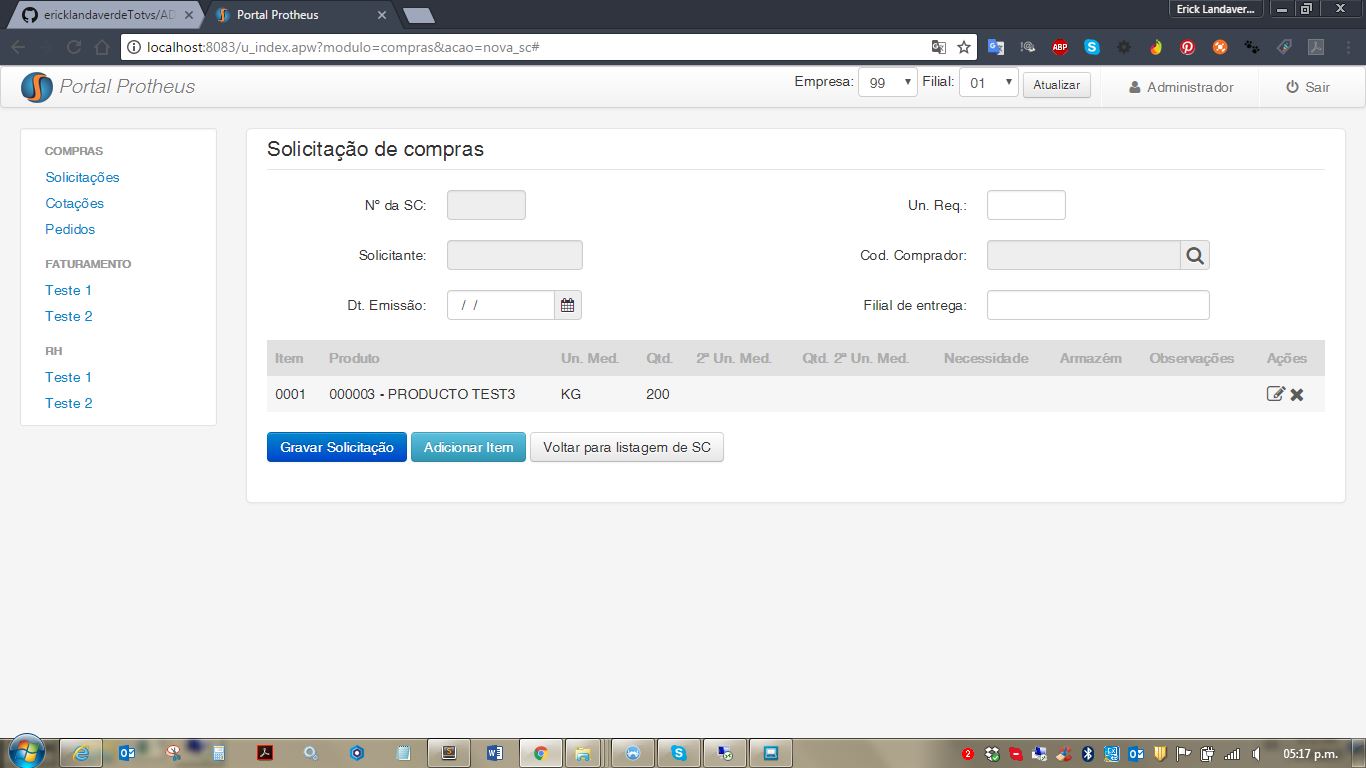 ericklandaverdeTotvs/AD
Portal Protheus
Erick Landaver...
localhost:8083/u_index.apw?modulo=compras&acao=nova_sc#
ABP
Portal Protheus
Empresa: 99 Filial: 01 Atualizar
Administrador
Sair
COMPRAS
Solicitações
Cotações
Pedidos
FATURAMENTO
Teste 1
Teste 2
RH
Teste 1
Teste 2
Solicitação de compras
Nº da SC:
Un. Req.:
Solicitante:
Cod. Comprador:
Dt. Emissão: / /
Filial de entrega:
Item Produto Un. Med. Qtd. 2ª Un. Med. Qtd. 2ª Un. Med. Necessidade Armazém Observações Ações
0001 000003 - PRODUCTO TEST3 KG 200
Gravar Solicitação Adicionar Item Voltar para listagem de SC
2
05:17 p.m.